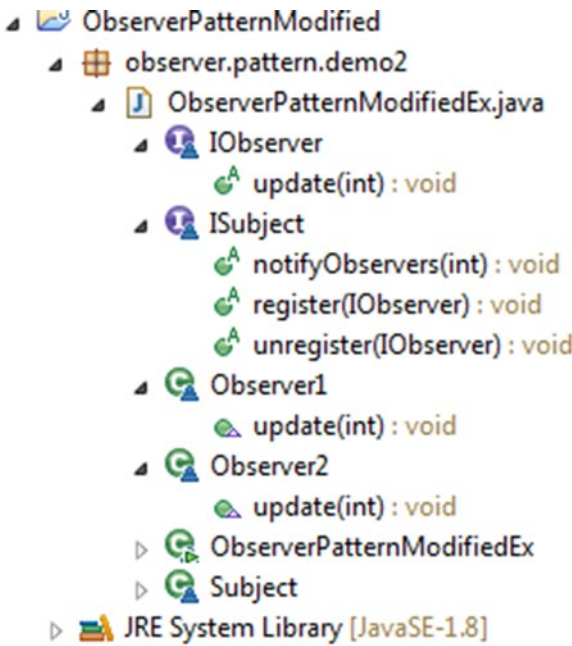 ObserverPatternModified
observer.pattern.demo2
ObserverPatternModifiedEx.java
IObserver
update(int) : void
ISubject
notifyObservers(int) : void
register(IObserver) : void
unregister(IObserver) : void
Observer1
update(int) : void
Observer2
update(int) : void
ObserverPatternModifiedEx
Subject
JRE System Library [JavaSE-1.8]